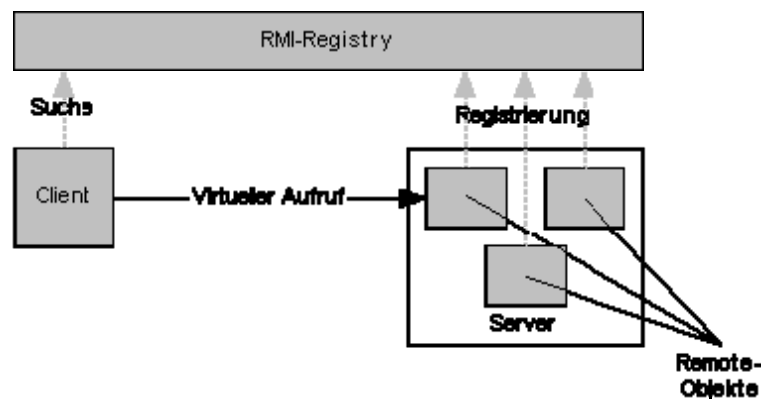 RMI-Registry
Suche
Registrierung
Client
Virtueller Aufruf
Server
Remote-
Objekte